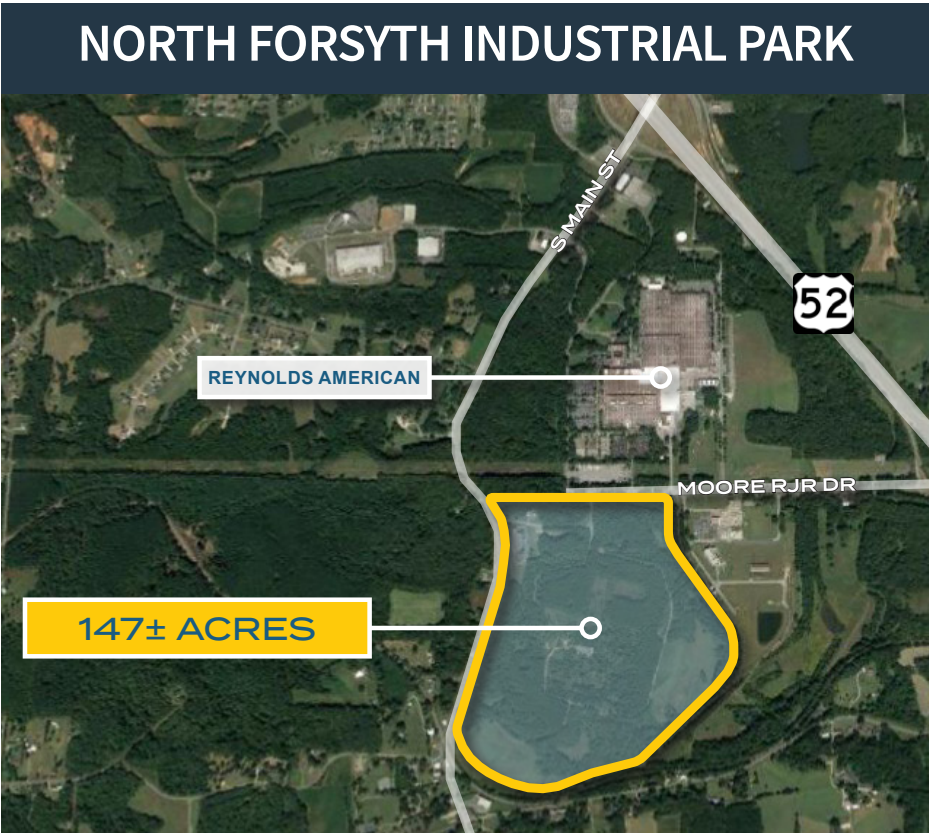 NORTH FORSYTH INDUSTRIAL PARK
S MAIN ST
52
REYNOLDS AMERICAN
MOORE RJR DR
147± ACRES